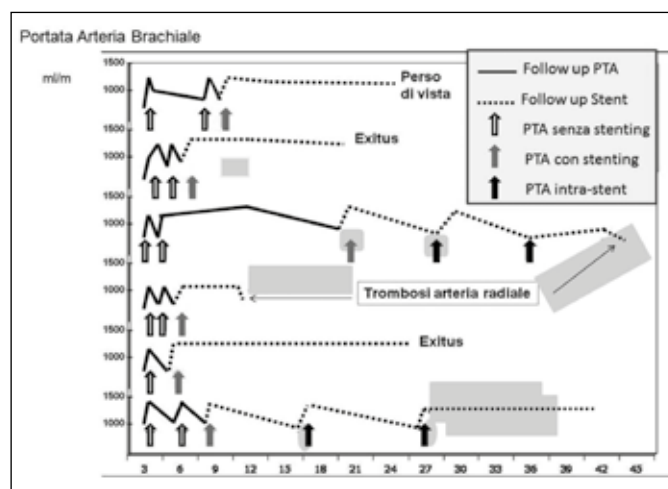 Portata Arteria Brachiale
ml/m
1500
1000
Perso
di vista
1500
1000
Exitus
1500
1000
1500
1000
Trombosi arteria radiale
1500
1000
Exitus
1500
1000
3 6 9 12 15 18 21 24 27 30 33 36 39 42 45
Follow up PTA
Follow up Stent
PTA senza stenting
PTA con stenting
PTA intra-stent